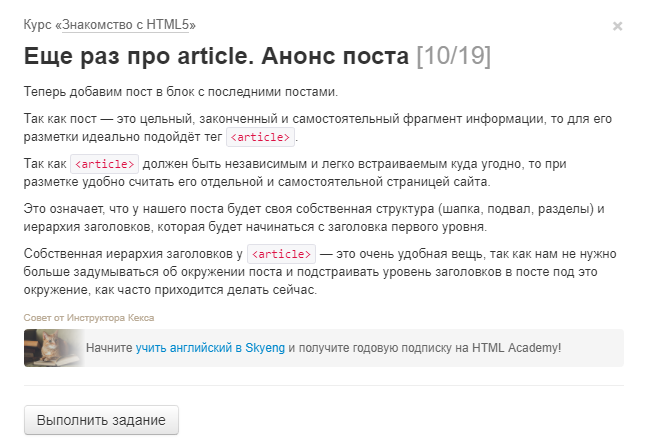 Курс «Знакомство с HTML5»
×
Еще раз про article. Анонс поста [10/19]
Теперь добавим пост в блок с последними постами.
Так как пост — это цельный, законченный и самостоятельный фрагмент информации, то для его
разметки идеально подойдёт тег <article>.
Так как <article> должен быть независимым и легко встраиваемым куда угодно, то при
разметке удобно считать его отдельной и самостоятельной страницей сайта.
Это означает, что у нашего поста будет своя собственная структура (шапка, подвал, разделы) и
иерархия заголовков, которая будет начинаться с заголовка первого уровня.
Собственная иерархия заголовков у <article> — это очень удобная вещь, так как нам не нужно
больше задумываться об окружении поста и подстраивать уровень заголовков в посте под это
окружение, как часто приходится делать сейчас.
Совет от Инструктора Кекса
Начните учить английский в Skyeng и получите годовую подписку на HTML Academy!
Выполнить задание